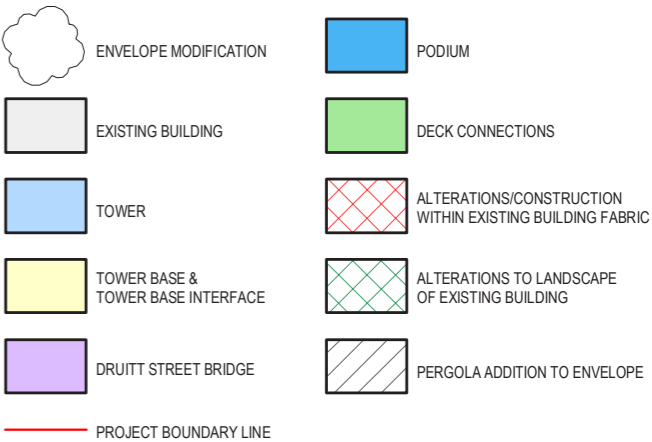 ENVELOPE MODIFICATION
EXISTING BUILDING
TOWER
TOWER BASE &
TOWER BASE INTERFACE
DRUITT STREET BRIDGE
PROJECT BOUNDARY LINE
PODIUM
DECK CONNECTIONS
ALTERATIONS/CONSTRUCTION
WITHIN EXISTING BUILDING FABRIC
ALTERATIONS TO LANDSCAPE
OF EXISTING BUILDING
PERGOLA ADDITION TO ENVELOPE